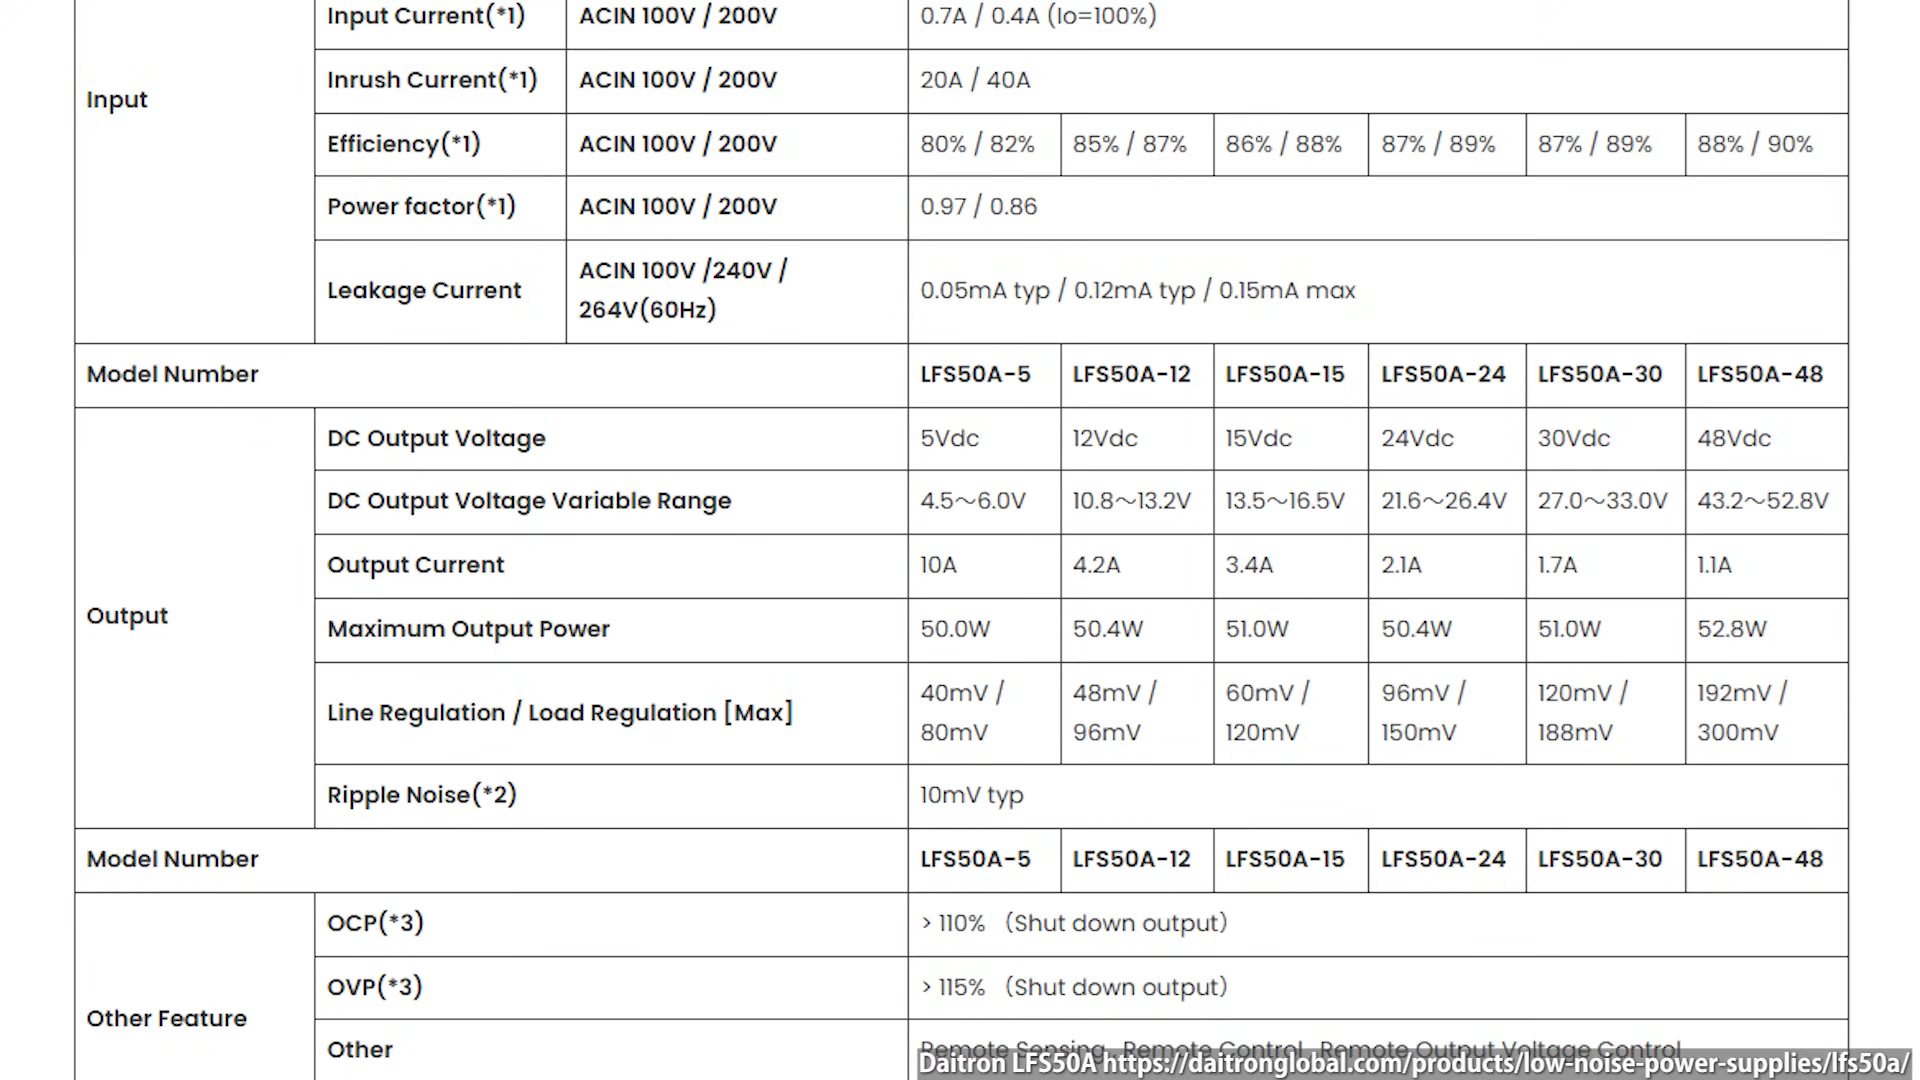 Input
Input Current(*1) ACIN 100V / 200V 0.7A / 0.4A (Io=100%)
Inrush Current(*1) ACIN 100V / 200V 20A / 40A
Efficiency(*1) ACIN 100V / 200V 80% / 82% 85% / 87% 86% / 88% 87% / 89% 87% / 89% 88% / 90%
Power factor(*1) ACIN 100V / 200V 0.97 / 0.86
Leakage Current ACIN 100V /240V /
264V(60Hz) 0.05mA typ / 0.12mA typ / 0.15mA max
Model Number LFS50A-5 LFS50A-12 LFS50A-15 LFS50A-24 LFS50A-30 LFS50A-48
Output
DC Output Voltage 5Vdc 12Vdc 15Vdc 24Vdc 30Vdc 48Vdc
DC Output Voltage Variable Range 4.5～6.0V 10.8～13.2V 13.5～16.5V 21.6～26.4V 27.0～33.0V 43.2～52.8V
Output Current 10A 4.2A 3.4A 2.1A 1.7A 1.1A
Maximum Output Power 50.0W 50.4W 51.0W 50.4W 51.0W 52.8W
Line Regulation / Load Regulation [Max] 40mV / 48mV / 60mV / 96mV / 120mV / 192mV /
80mV 96mV 120mV 150mV 188mV 300mV
Ripple Noise(*2) 10mV typ
Model Number LFS50A-5 LFS50A-12 LFS50A-15 LFS50A-24 LFS50A-30 LFS50A-48
Other Feature
OCP(*3) > 110% （Shut down output）
OVP(*3) > 115% （Shut down output）
Other Remote Sensing, Remote Control, Remote Output Voltage Control
Daitron LFS50A https://daitronglobal.com/products/low-noise-power-supplies/lfs50a/